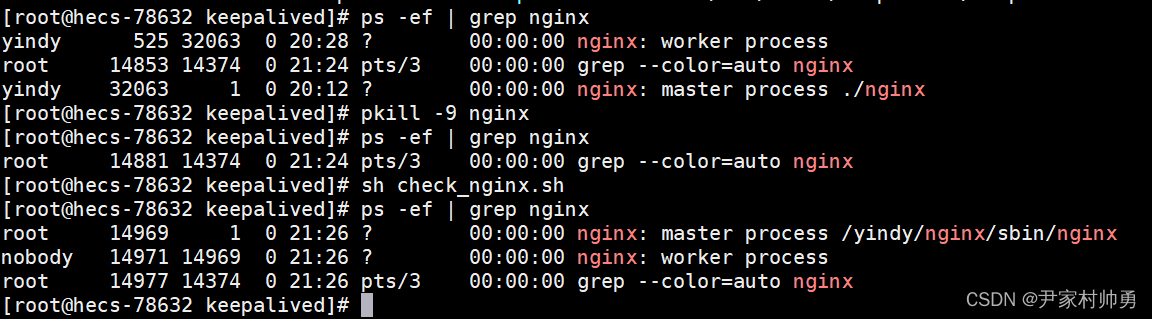 [root@hecs-78632 keepalived]# ps -ef | grep nginx
yindy      525 32063  0 20:28 ?        00:00:00 nginx: worker process
root     14853 14374  0 21:24 pts/3    00:00:00 grep --color=auto nginx
yindy    32063     1  0 20:12 ?        00:00:00 nginx: master process ./nginx
[root@hecs-78632 keepalived]# pkill -9 nginx
[root@hecs-78632 keepalived]# ps -ef | grep nginx
root     14881 14374  0 21:24 pts/3    00:00:00 grep --color=auto nginx
[root@hecs-78632 keepalived]# sh check_nginx.sh
[root@hecs-78632 keepalived]# ps -ef | grep nginx
root     14969     1  0 21:26 ?        00:00:00 nginx: master process /yindy/nginx/sbin/nginx
nobody   14971 14969  0 21:26 ?        00:00:00 nginx: worker process
root     14977 14374  0 21:26 pts/3    00:00:00 grep --color=auto nginx
[root@hecs-78632 keepalived]#
CSDN @尹家村帅勇